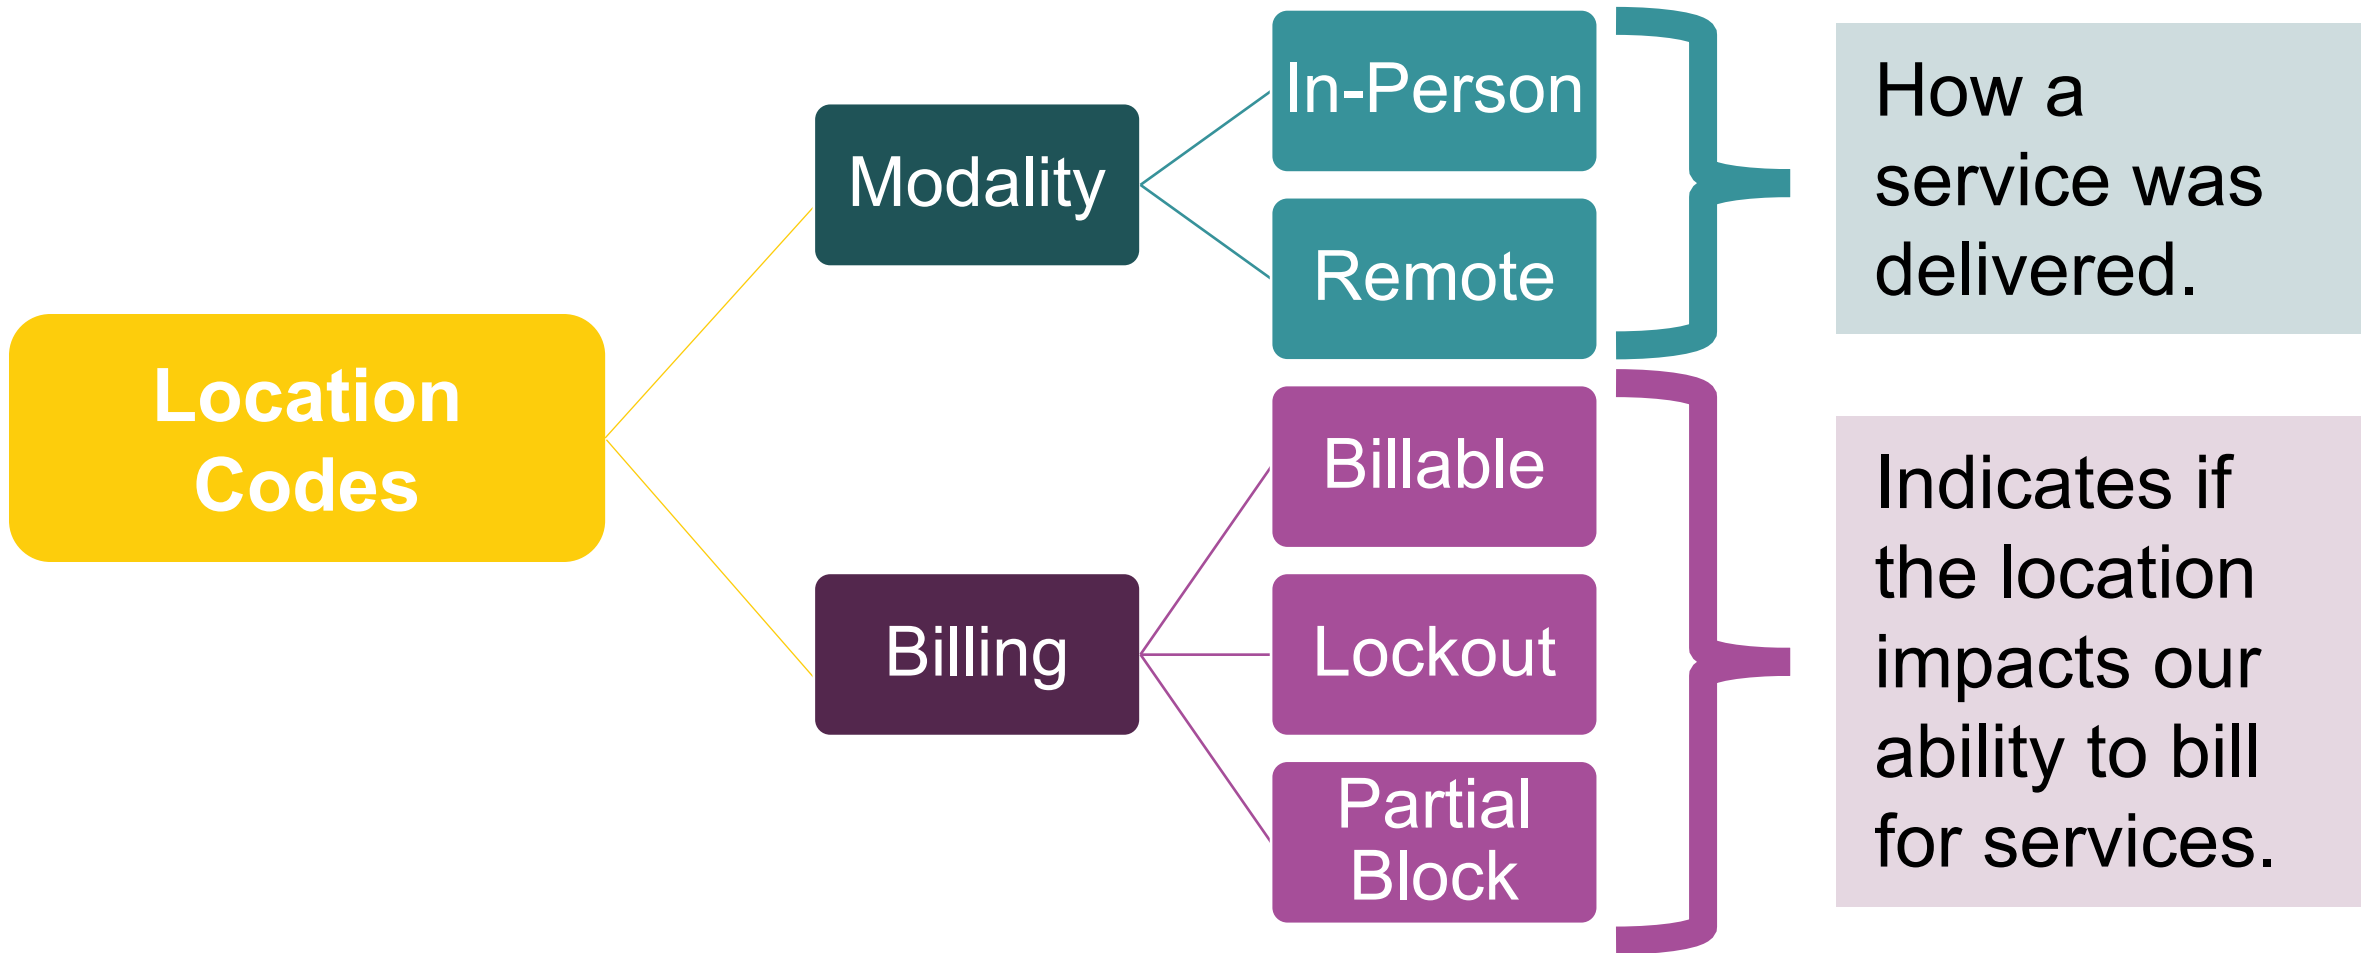 Location
Codes
Modality
In-Person
Remote
How a
service was
delivered.
Billing
Billable
Lockout
Partial
Block
Indicates if
the location
impacts our
ability to bill
for services.